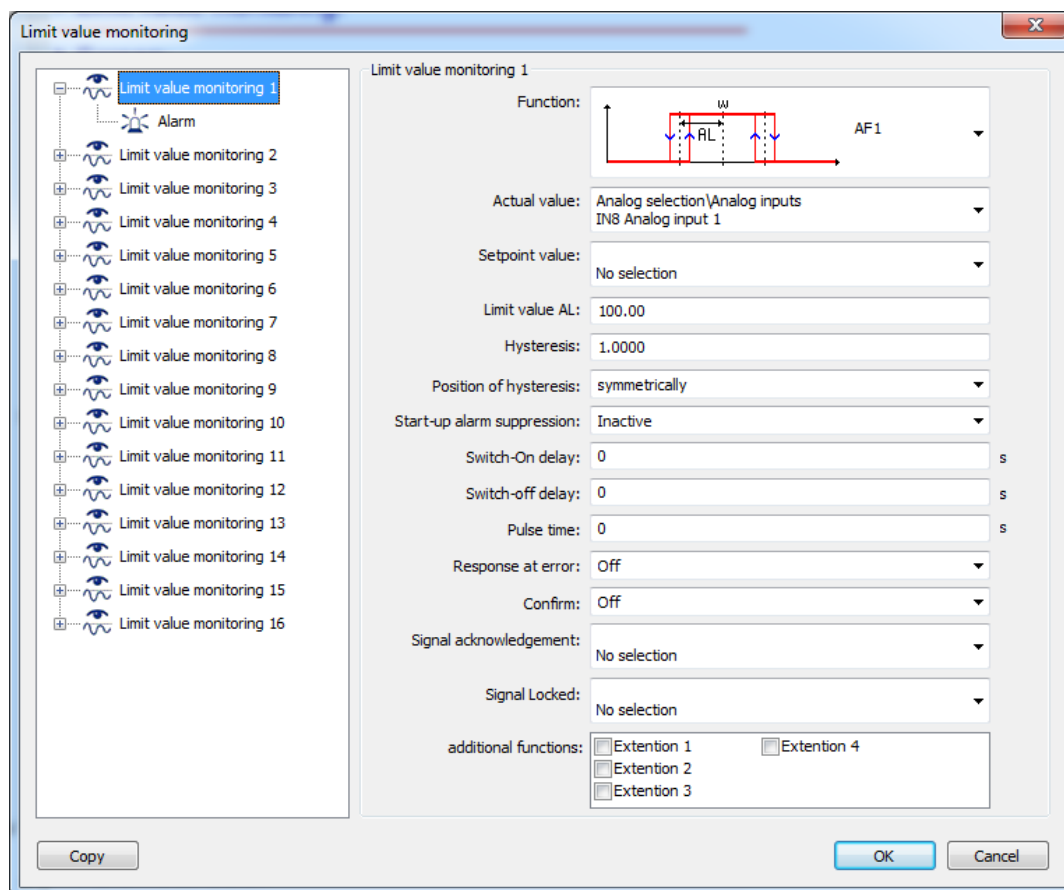 Limit value monitoring
Limit value monitoring 1
Alarm
Limit value monitoring 2
Limit value monitoring 3
Limit value monitoring 4
Limit value monitoring 5
Limit value monitoring 6
Limit value monitoring 7
Limit value monitoring 8
Limit value monitoring 9
Limit value monitoring 10
Limit value monitoring 11
Limit value monitoring 12
Limit value monitoring 13
Limit value monitoring 14
Limit value monitoring 15
Limit value monitoring 16
Limit value monitoring 1
Function:
w
AL
AF1
Actual value: Analog selection\Analog inputs
IN8 Analog input 1
Setpoint value:
No selection
Limit value AL: 100.00
Hysteresis: 1.0000
Position of hysteresis: symmetrically
Start-up alarm suppression: Inactive
Switch-On delay: 0 s
Switch-off delay: 0 s
Pulse time: 0 s
Response at error: Off
Confirm: Off
Signal acknowledgement:
No selection
Signal Locked:
No selection
additional functions: Extention 1 Extention 4
Extention 2
Extention 3
Copy OK Cancel